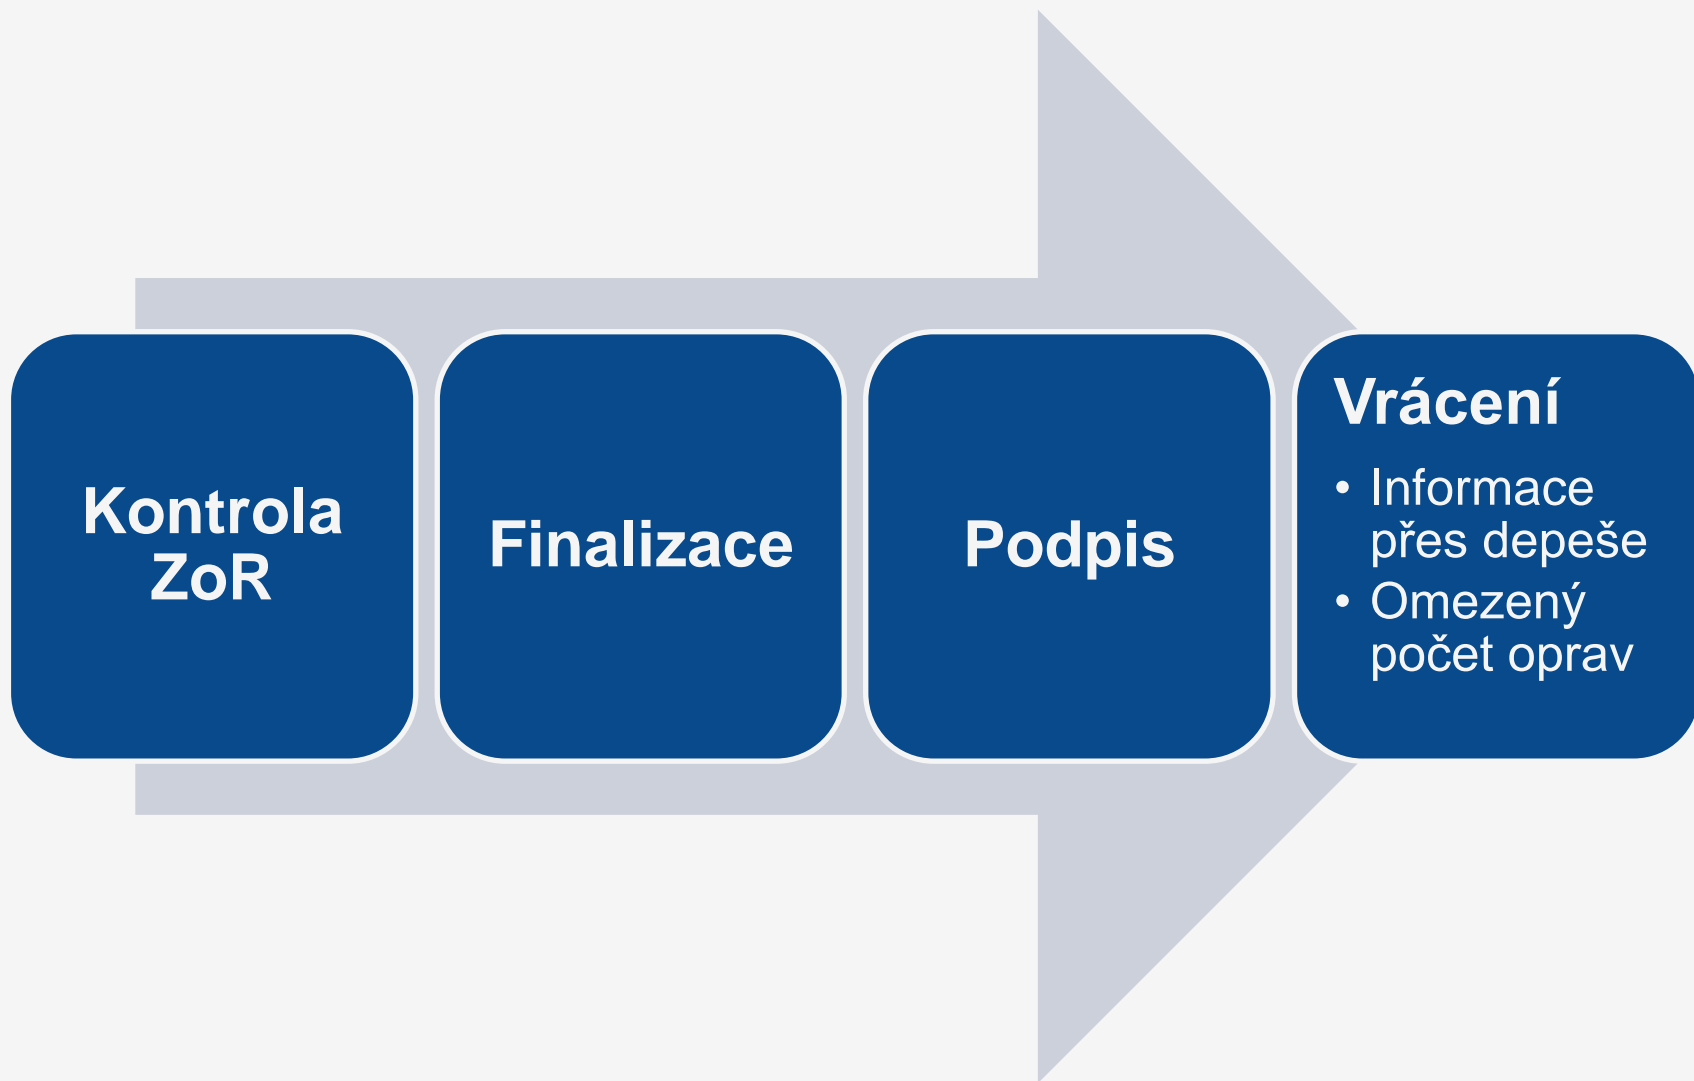 Kontrola
ZoR
Finalizace
Podpis
Vrácení
• Informace
přes depeše
• Omezený
počet oprav